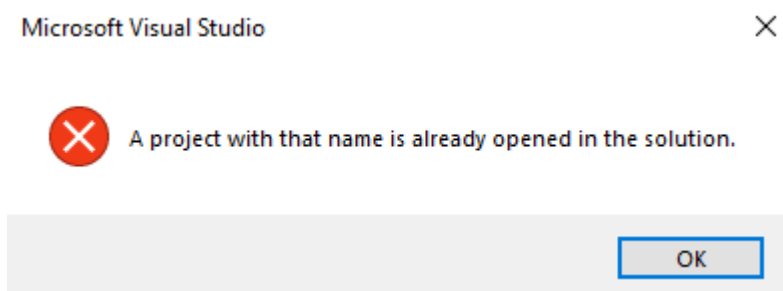 Microsoft Visual Studio
A project with that name is already opened in the solution.
OK